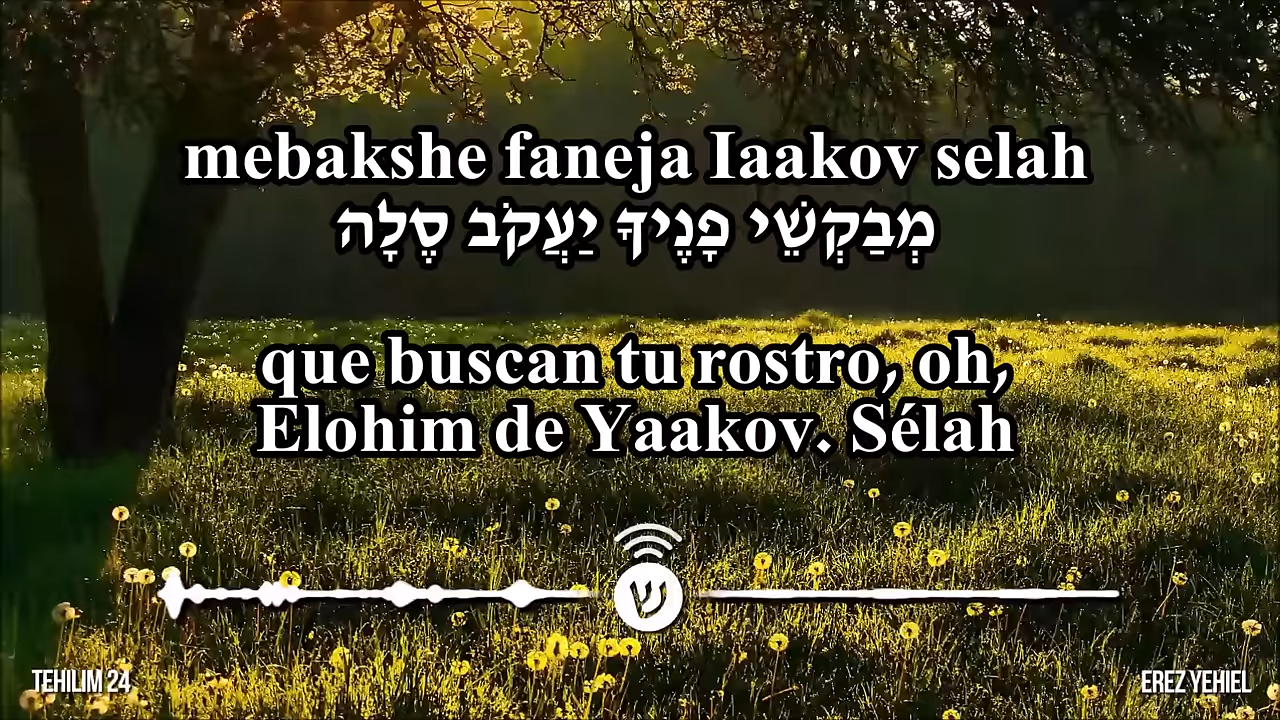 mebakshe faneja Iaakov selah
מְבַקְשֵׁי פָנֶיךָ יַעֲקֹב סֶלָה
que buscan tu rostro, oh,
Elohim de Yaakov. Sélah
ש
TEHILIM 24
EREZ YEHIEL